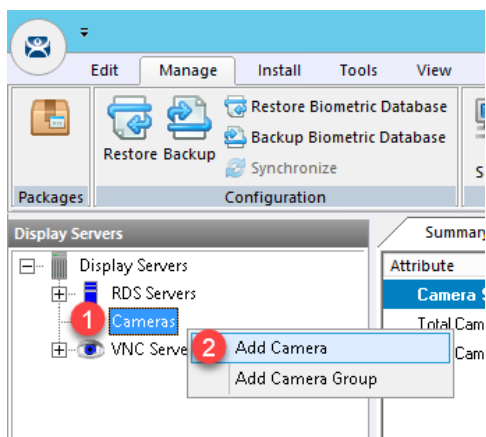 Edit Manage Install Tools View
Restore Backup
Restore Biometric Database
Backup Biometric Database
Synchronize
Packages Configuration
Display Servers
Summary
Display Servers
RDS Servers
1 Cameras
VNC Serve
2 Add Camera
Add Camera Group
Attribute
Camera S
Total Cam
Cam